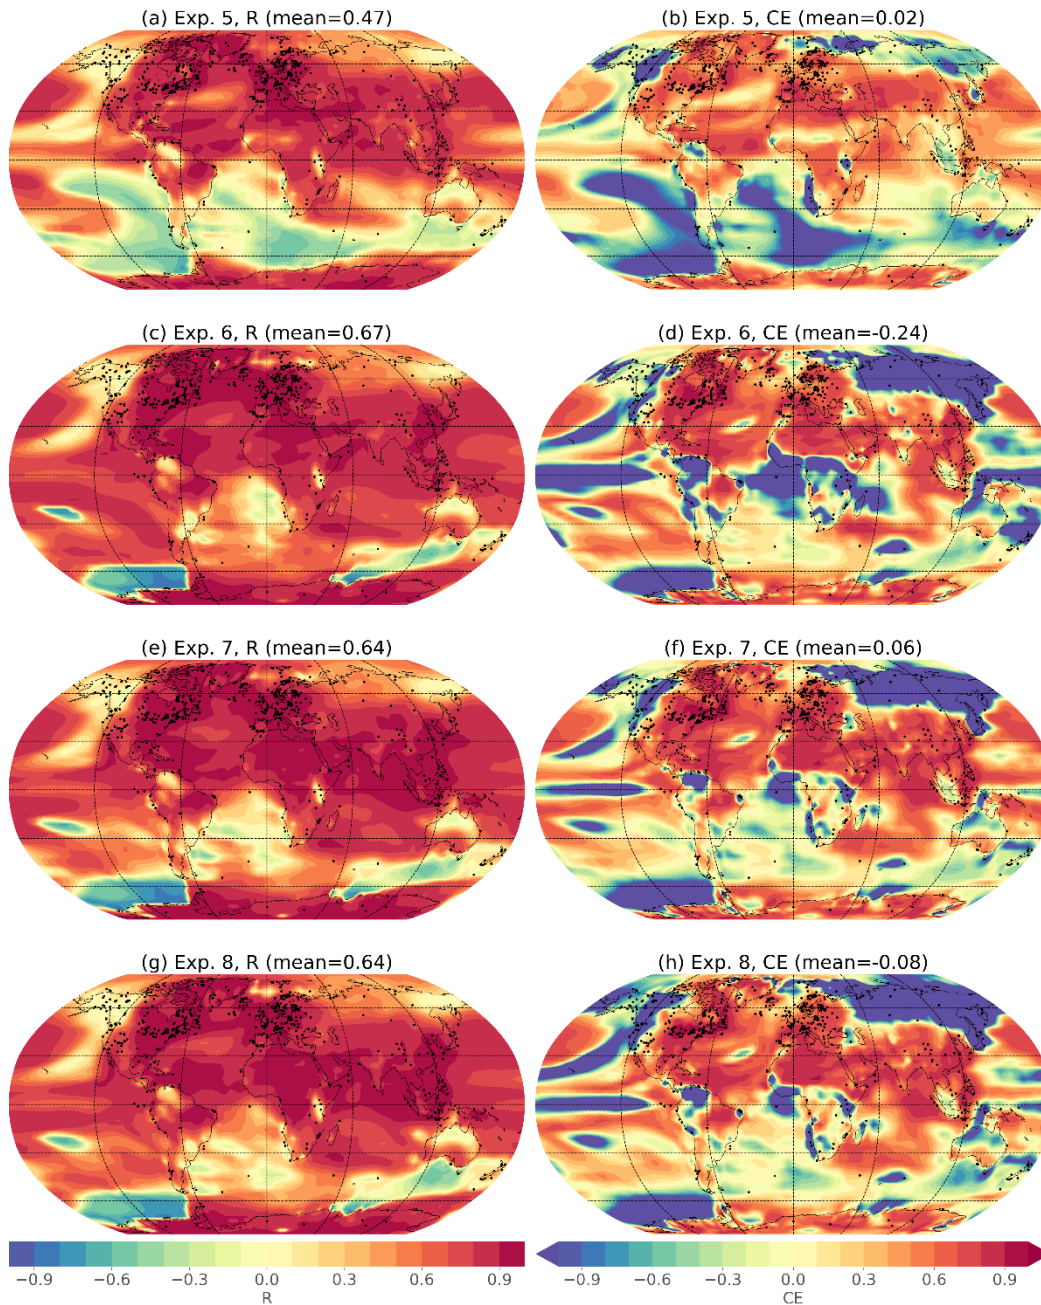 (a) Exp. 5, R (mean=0.47)
(b) Exp. 5, CE (mean=0.02)
(c) Exp. 6, R (mean=0.67)
(d) Exp. 6, CE (mean=-0.24)
(e) Exp. 7, R (mean=0.64)
(f) Exp. 7, CE (mean=0.06)
(g) Exp. 8, R (mean=0.64)
(h) Exp. 8, CE (mean=-0.08)
−0.9 −0.6 −0.3 0.0 0.3 0.6 0.9
R
−0.9 −0.6 −0.3 0.0 0.3 0.6 0.9
CE